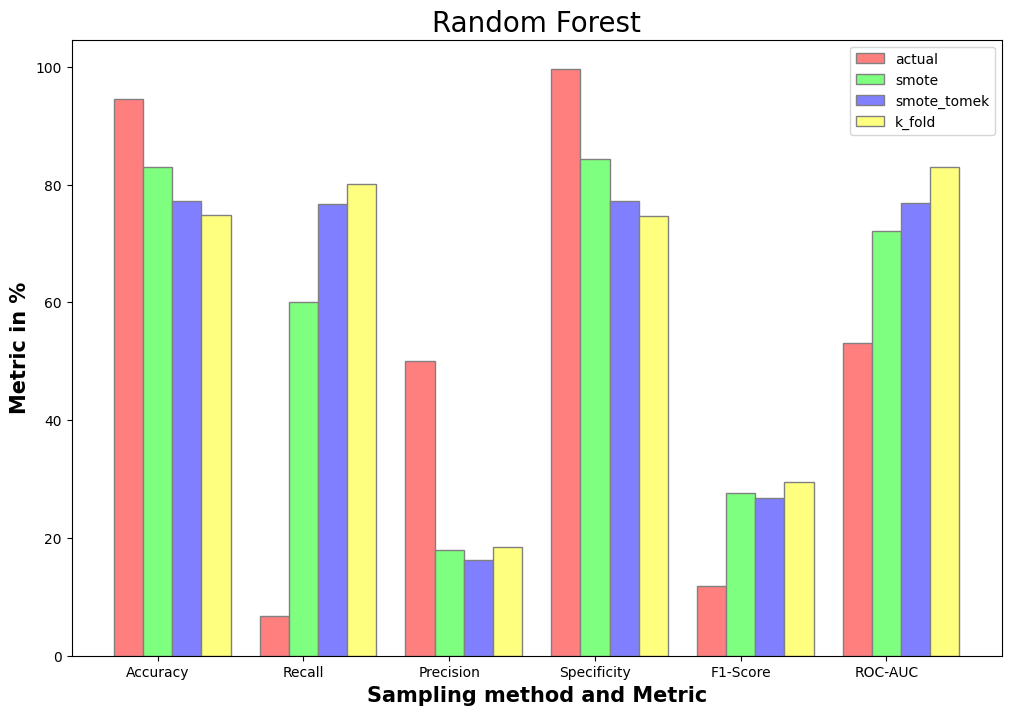 Random Forest
actual
smote
smote_tomek
k_fold
100
80
60
40
20
0
Metric in %
Accuracy
Recall
Precision
Specificity
F1-Score
ROC-AUC
Sampling method and Metric